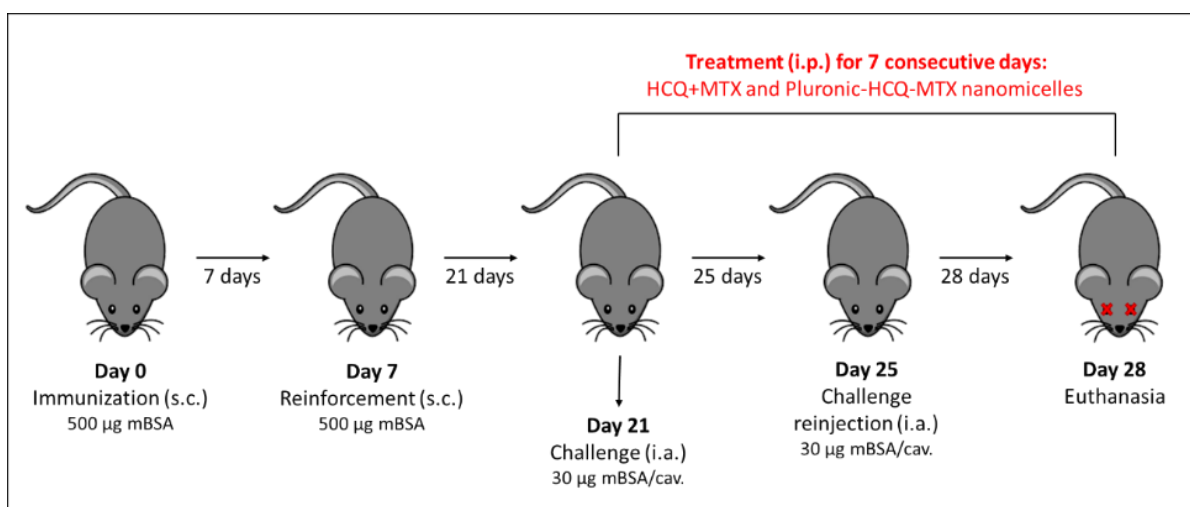 Treatment (i.p.) for 7 consecutive days:
HCQ+MTX and Pluronic-HCQ-MTX nanomicelles
7 days
21 days
25 days
28 days
Day 0
Immunization (s.c.)
500 µg mBSA
Day 7
Reinforcement (s.c.)
500 µg mBSA
Day 21
Challenge (i.a.)
30 µg mBSA/cav.
Day 25
Challenge
reinjection (i.a.)
30 µg mBSA/cav.
Day 28
Euthanasia